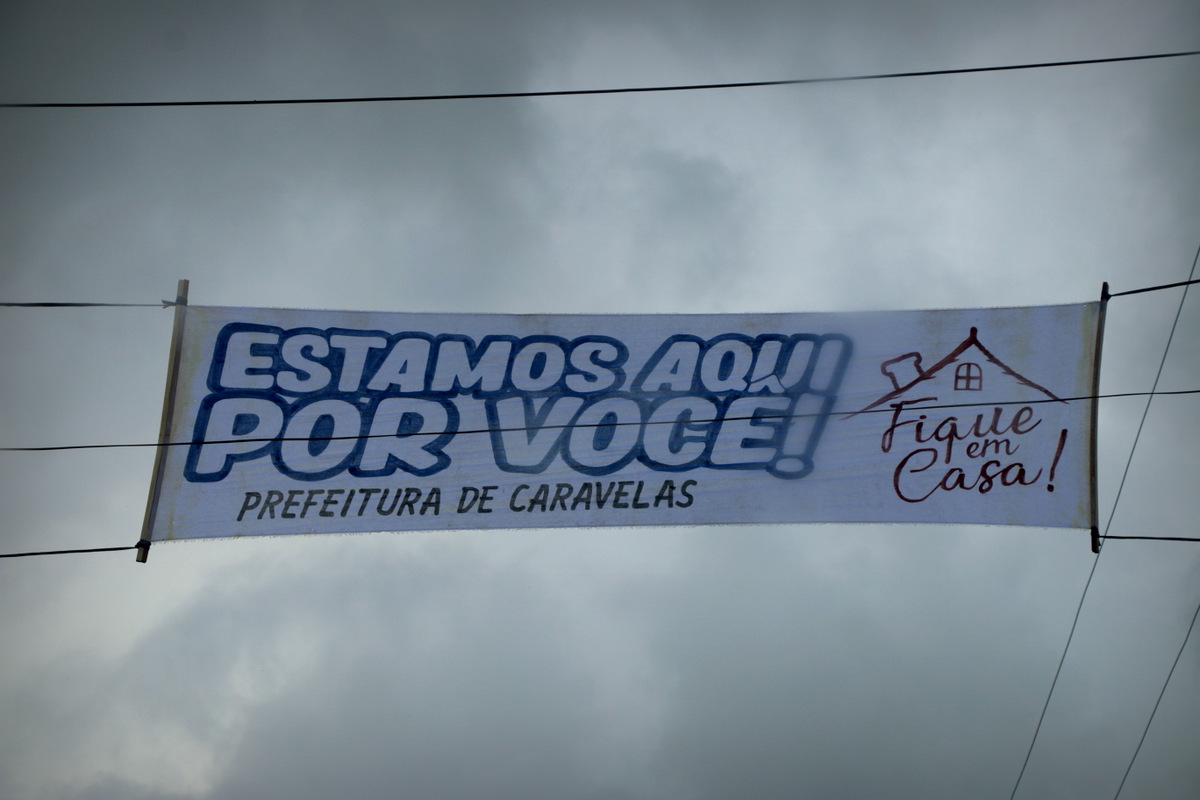 ESTAMOS AQUI
POR VOCÊ!
PREFEITURA DE CARAVELAS
Fique
em
Casa!